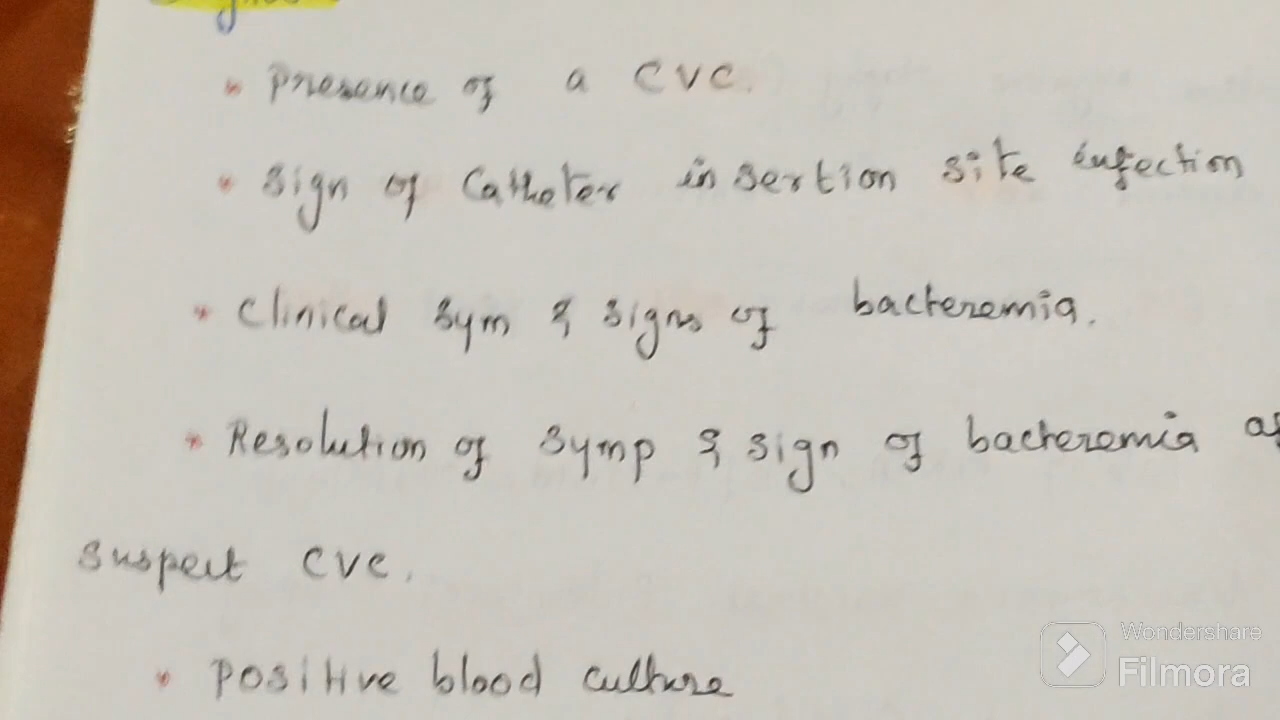 • Presence of a CVC.
• Sign of Catheter insertion site infection
• Clinical Sym & signs of bacteremia.
• Resolution of symp & sign of bacteremia
suspect CVC.
• positive blood culture
Wondershare
Filmora